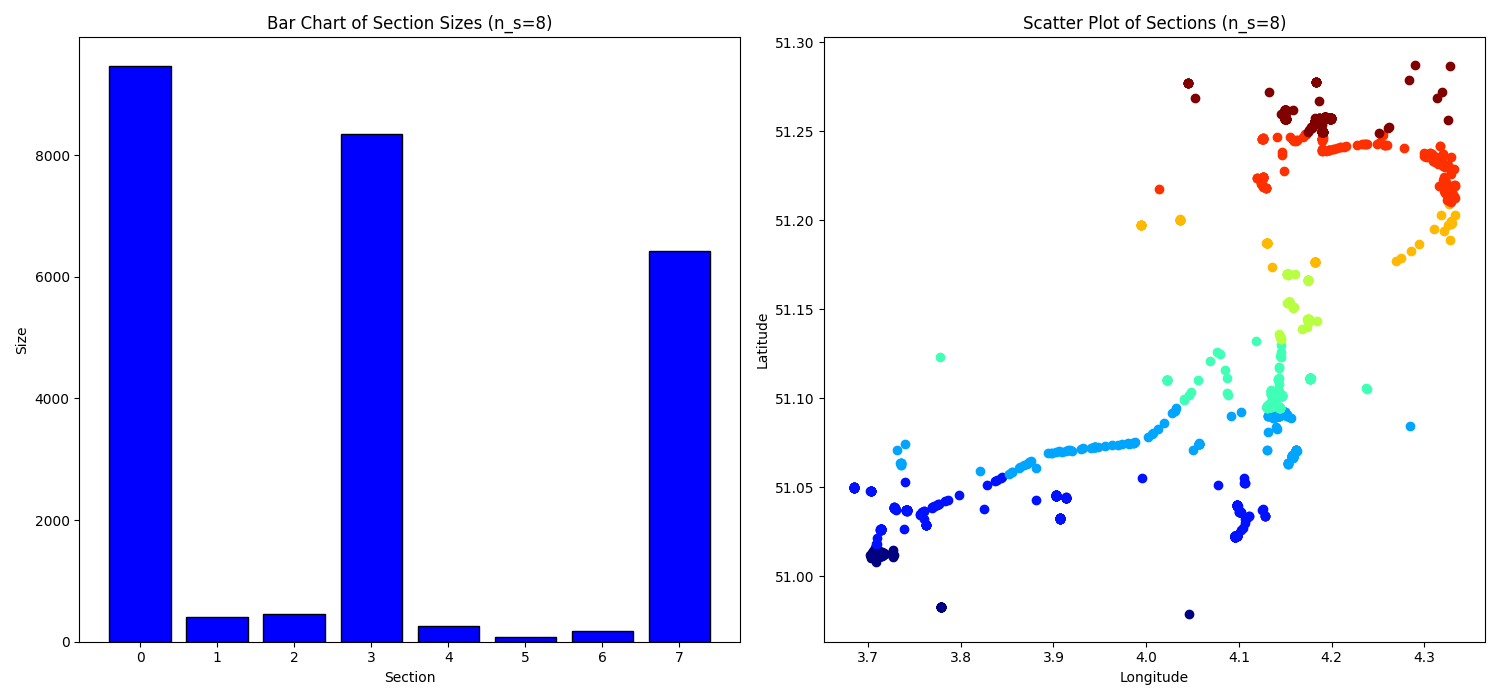 Bar Chart of Section Sizes (n_s=8)
Size
8000
6000
4000
2000
0
0 1 2 3 4 5 6 7
Section
Scatter Plot of Sections (n_s=8)
Latitude
51.30
51.25
51.20
51.15
51.10
51.05
51.00
3.7 3.8 3.9 4.0 4.1 4.2 4.3
Longitude